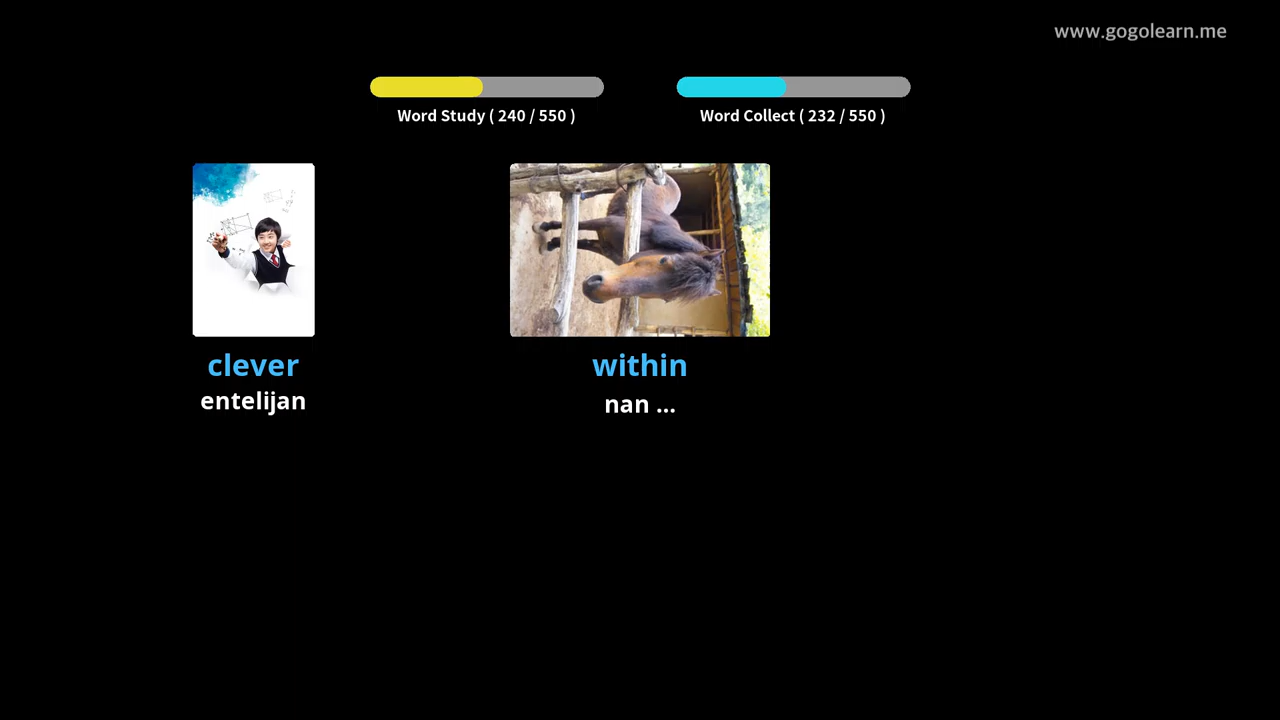 www.gogolearn.me
Word Study ( 240 / 550 )
Word Collect ( 232 / 550 )
clever
entelijan
within
nan ...